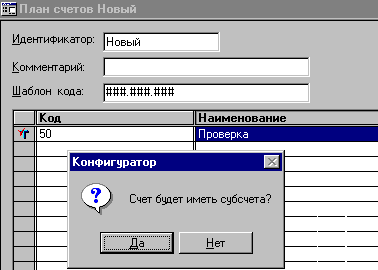 План счетов Новый
Идентификатор: Новый
Комментарий:
Шаблон кода: ###.###.###
Код Наименование
50 Проверка
Конфигуратор
Счет будет иметь субсчета?
Да Нет